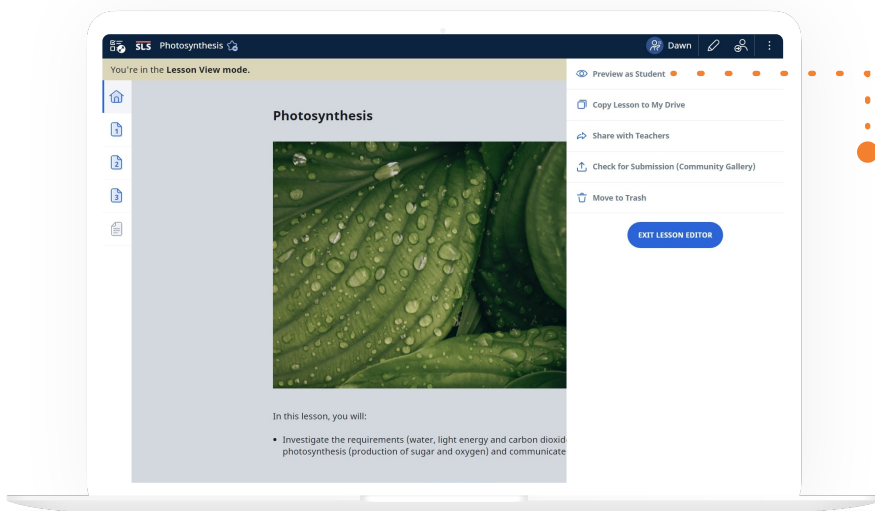 SLS Photosynthesis
Dawn
You're in the Lesson View mode.
Preview as Student
Copy Lesson to My Drive
Share with Teachers
Check for Submission (Community Gallery)
Move to Trash
EXIT LESSON EDITOR
1
2
3
Photosynthesis
In this lesson, you will:
• Investigate the requirements (water, light energy and carbon dioxid
photosynthesis (production of sugar and oxygen) and communicate